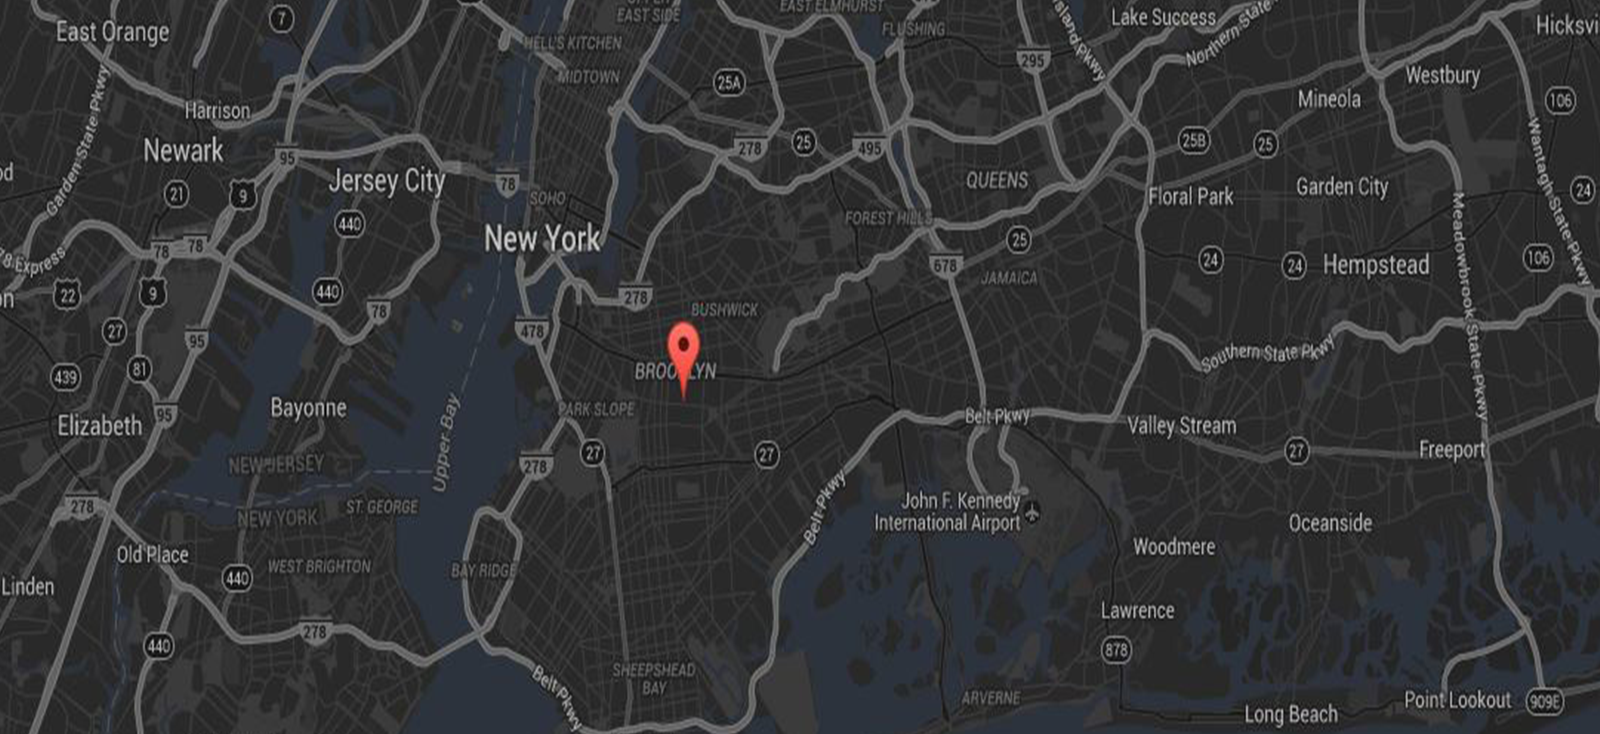 EAST SIDE
EAST ELMHURST
Lake Success
Northern State
Hicksvi
East Orange
7
HELL'S KITCHEN
FLUSHING
Island Pkwy
295
MIDTOWN
25A
Westbury
Mineola
106
Garden State Pkwy
Harrison
Newark
95
278
25
495
25B
25
Wantagh State Pkwy
od
21
9
Jersey City
78
SOHO
QUEENS
Floral Park
Garden City
24
440
FOREST HILLS
Meadowbrook State Pkwy
78
78
New York
25
78 Express
678
JAMAICA
24
24
Hempstead
106
on
22
9
440
78
278
BUSHWICK
27
95
478
Southern State Pkwy
439
81
BROOKLYN
Elizabeth
95
Bayonne
Upper Bay
PARK SLOPE
Belt Pkwy
Valley Stream
27
Freeport
NEW JERSEY
278
27
27
278
NEW YORK
ST. GEORGE
Belt Pkwy
John F. Kennedy
International Airport
Oceanside
Old Place
Woodmere
Linden
440
WEST BRIGHTON
BAY RIDGE
Lawrence
440
278
878
Belt Pkwy
SHEEPSHEAD
BAY
ARVERNE
Long Beach
Point Lookout
909E